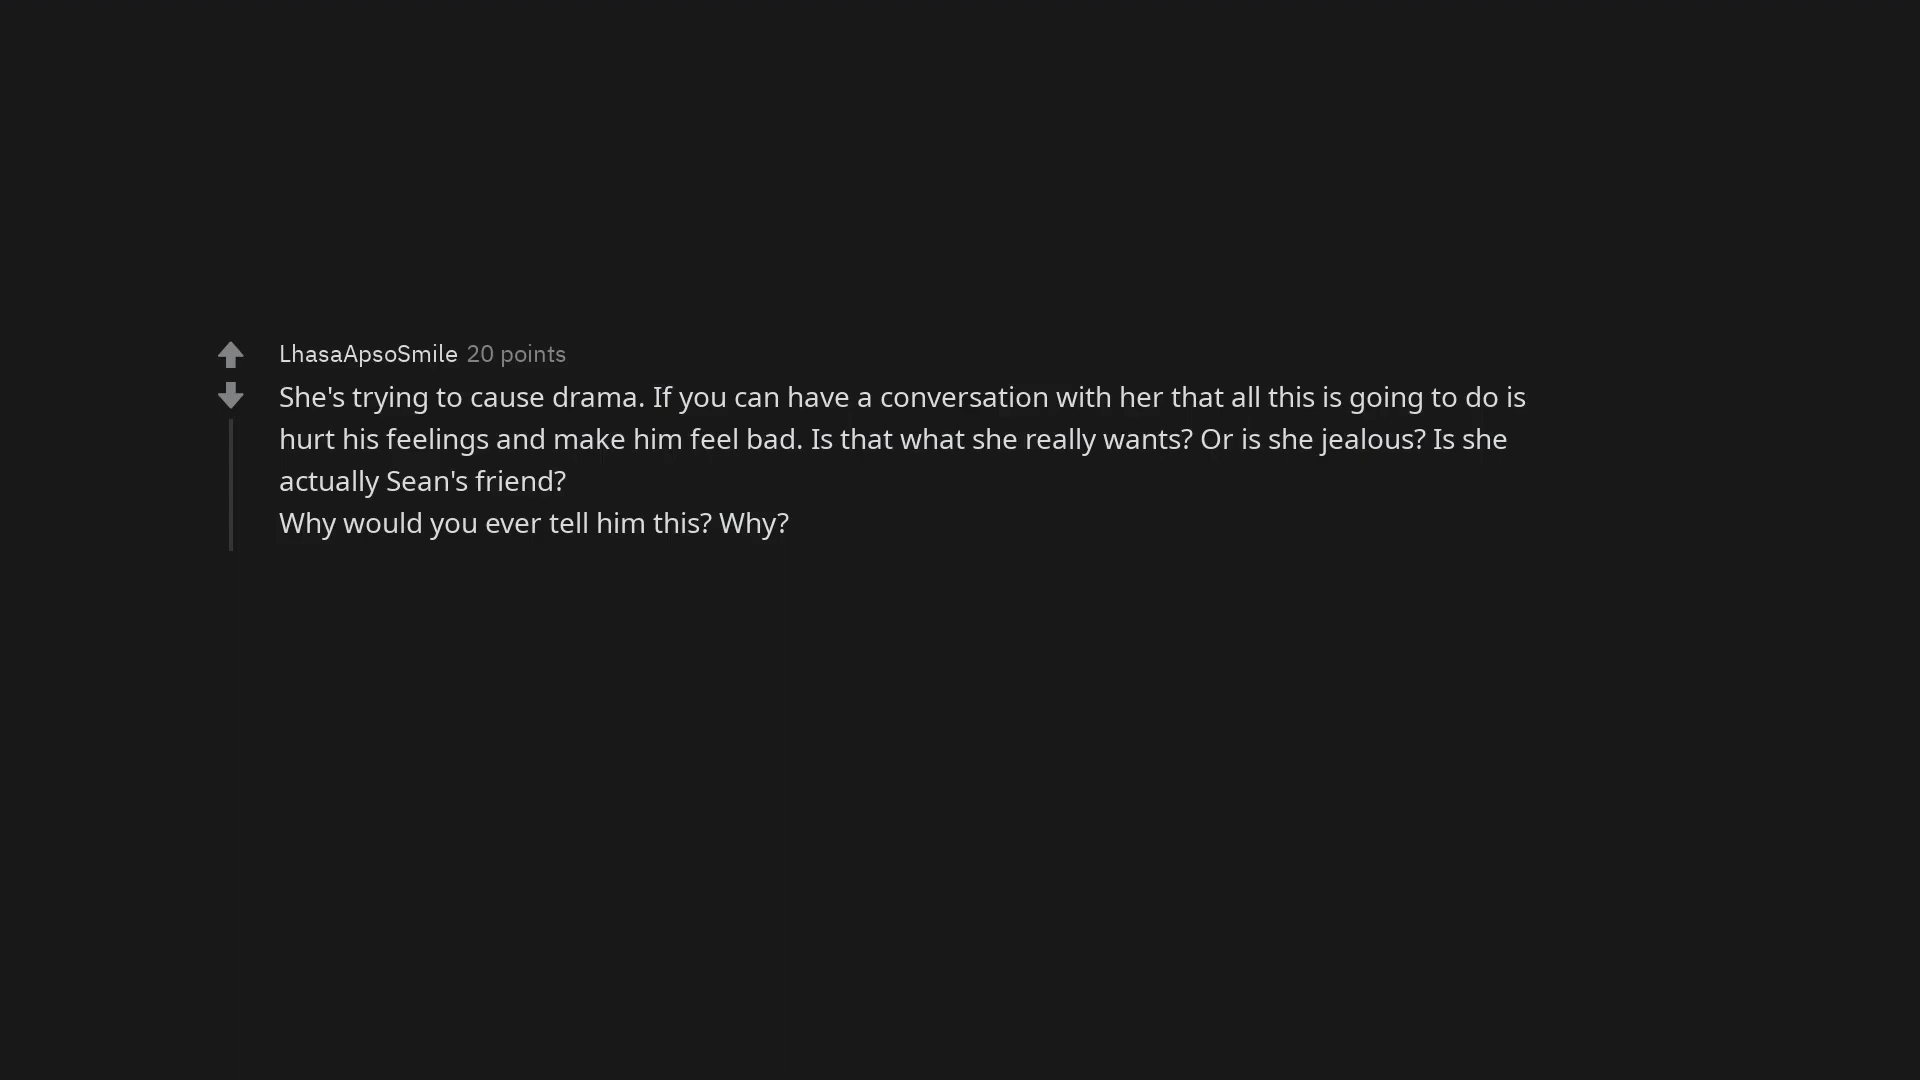 LhasaApsoSmile 20 points
She's trying to cause drama. If you can have a conversation with her that all this is going to do is
hurt his feelings and make him feel bad. Is that what she really wants? Or is she jealous? Is she
actually Sean's friend?
Why would you ever tell him this? Why?